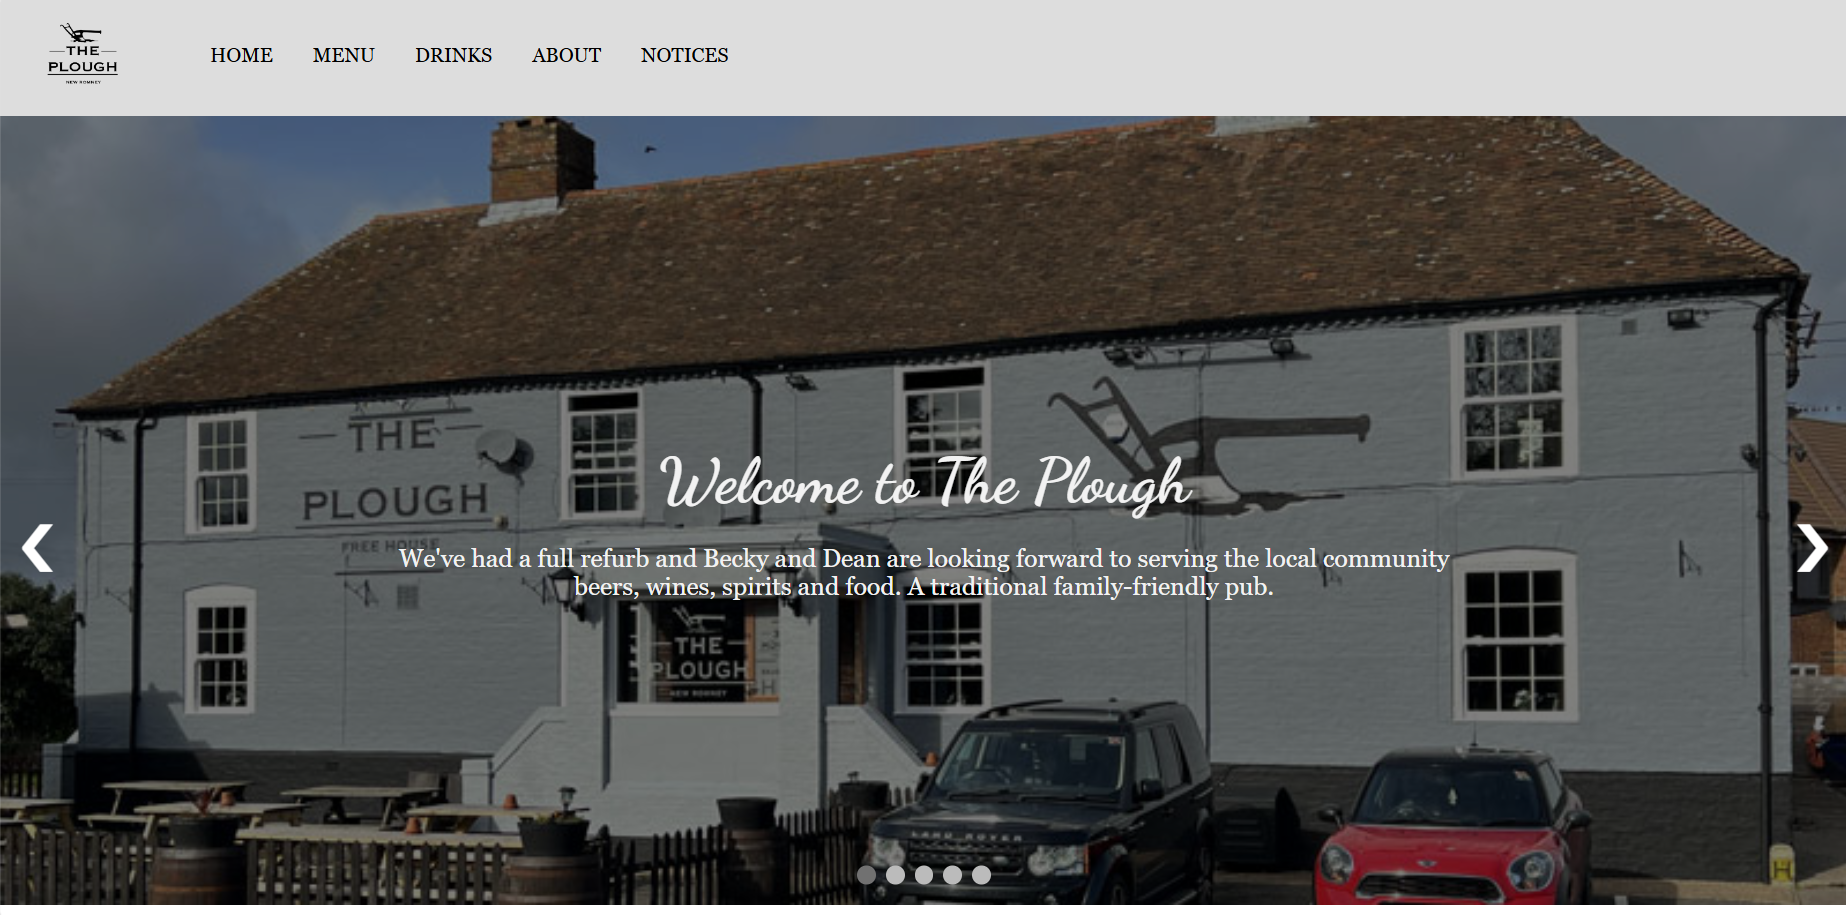 THE
PLOUGH
NEW ROMNEY
HOME MENU DRINKS ABOUT NOTICES
THE
PLOUGH
FREE HOUSE
Welcome to The Plough
We've had a full refurb and Becky and Dean are looking forward to serving the local community
beers, wines, spirits and food. A traditional family-friendly pub.
THE
PLOUGH
NEW ROMNEY
LAND ROVER